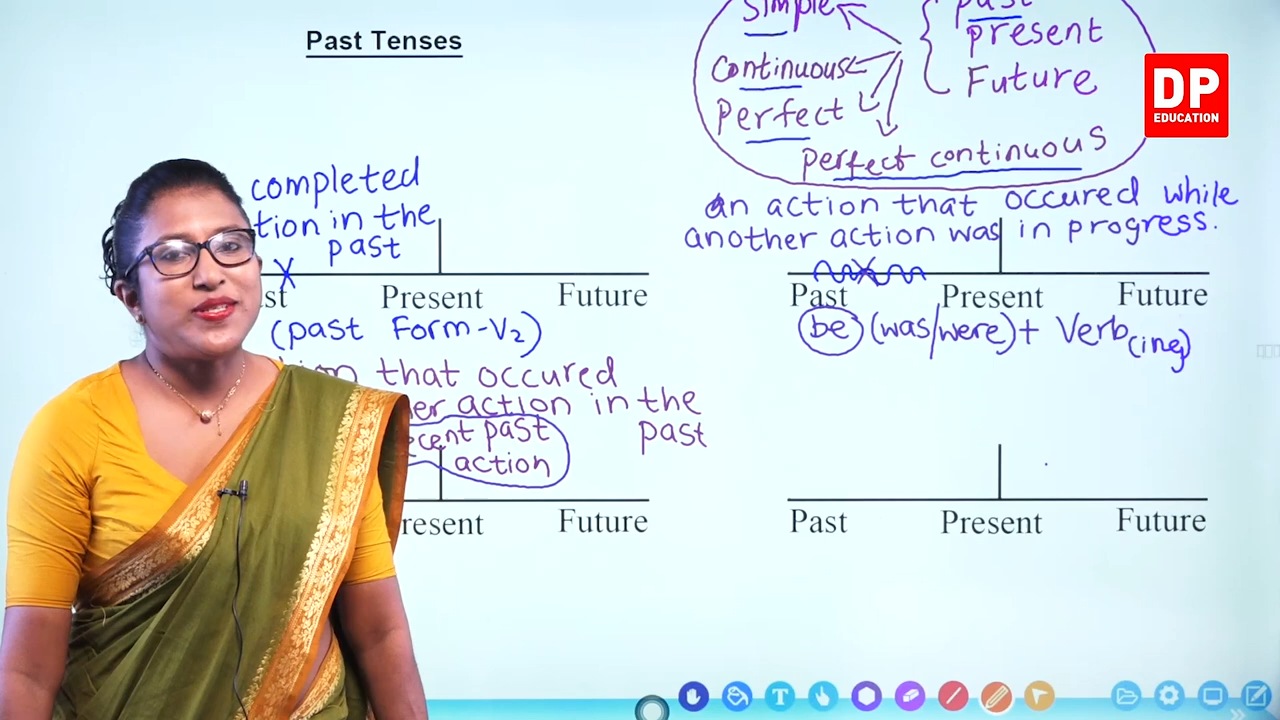 Past Tenses
simple
past
present
Future
continuous
perfect
perfect continuous
DP
EDUCATION
completed
tion in the
past
Present Future
(past Form-V2)
an action that occured while
another action was in progress.
Past Present Future
be (was/were) + Verb (ing)
that occured
action in the
past
past
action
Future
Past Present Future